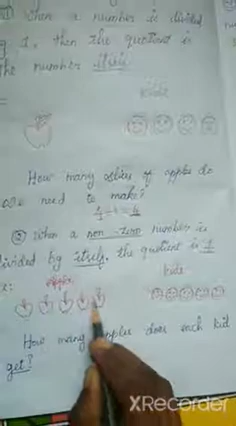 When a number is divided
by 1, then the quotient is
the number itself
kids
How many slices of apples do
we need to make?
② When a non-zero number is
divided by itself, the quotient is 1
kids
apples
How many apples does each kid
get?
XRecorder